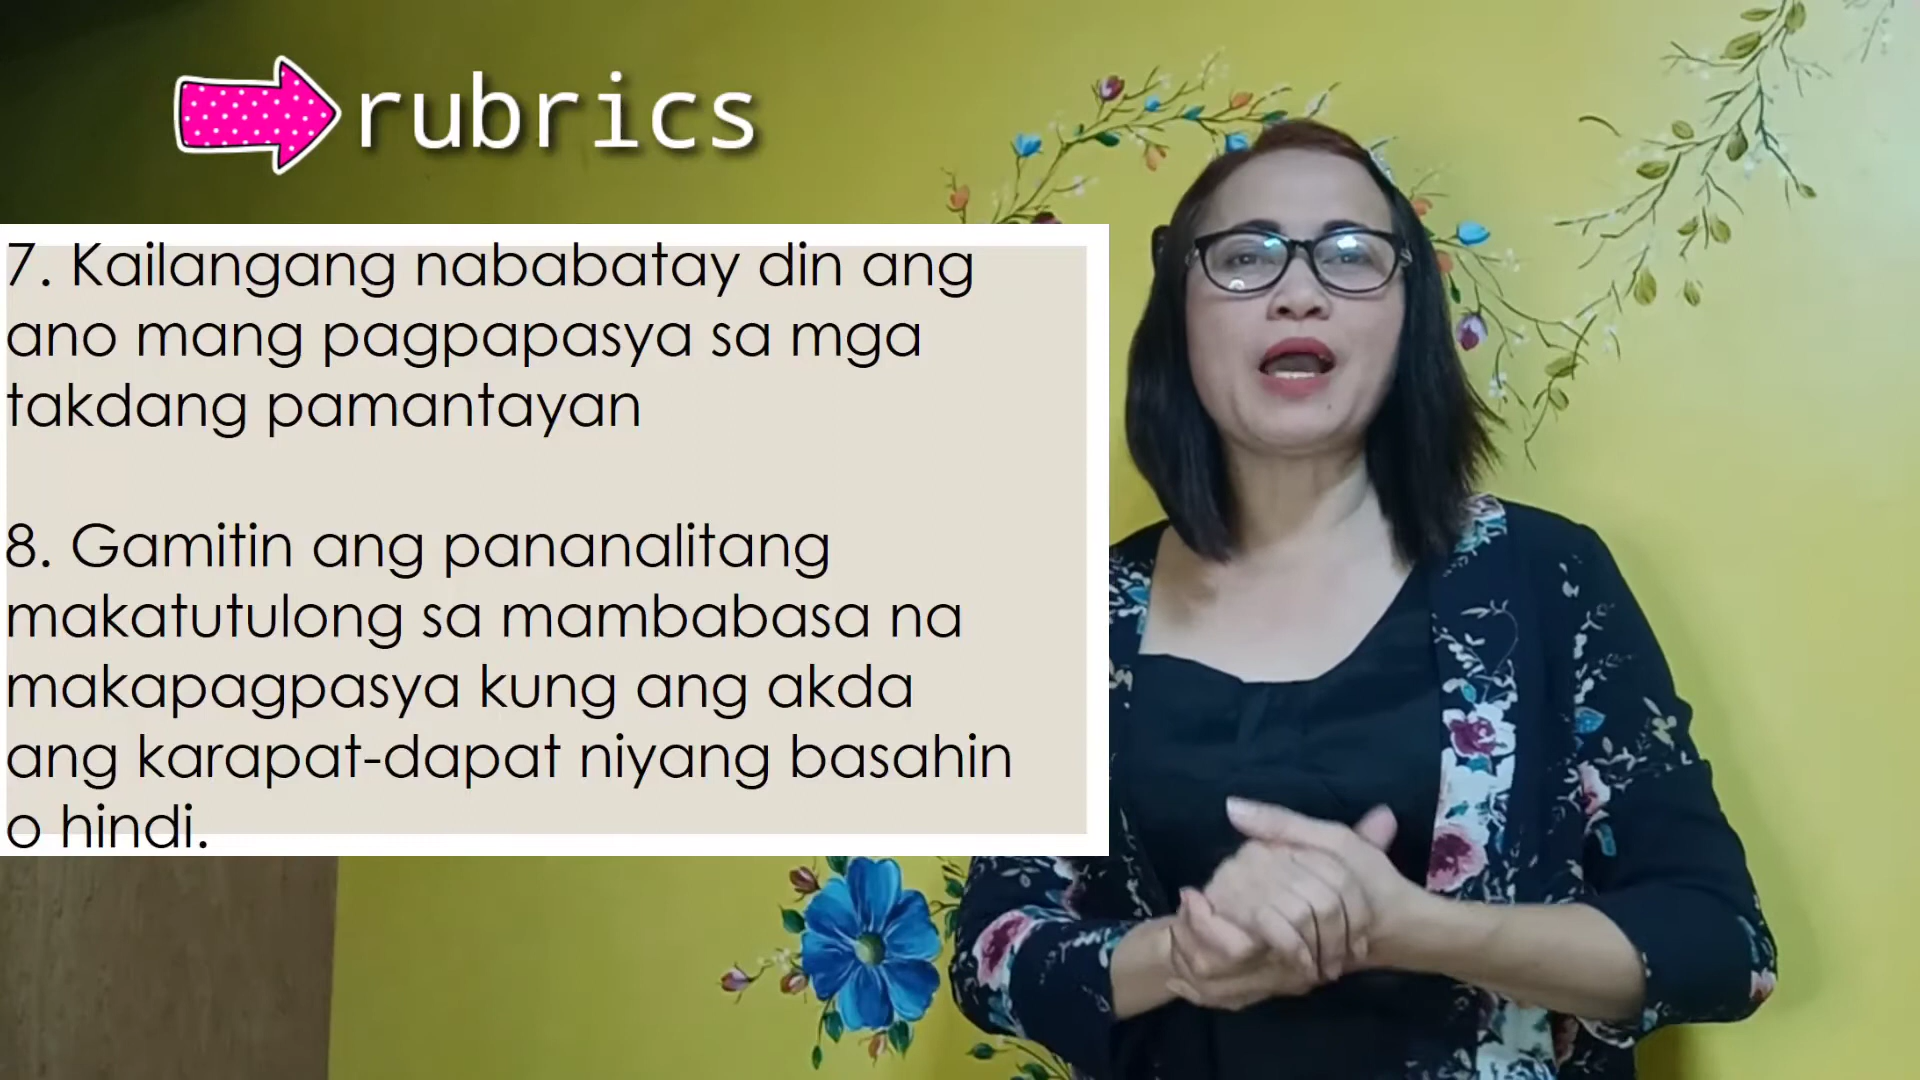 rubrics
7. Kailangang nababatay din ang
ano mang pagpapasya sa mga
takdang pamantayan
8. Gamitin ang pananalitang
makatutulong sa mambabasa na
makapagpasya kung ang akda
ang karapat-dapat niyang basahin
o hindi.